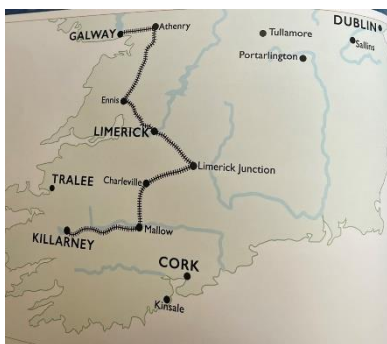 DUBLIN
GALWAY
Athenry
Tullamore
Sallins
Portarlington
Ennis
LIMERICK
Limerick Junction
TRALEE
Charleville
KILLARNEY
Mallow
CORK
Kinsale